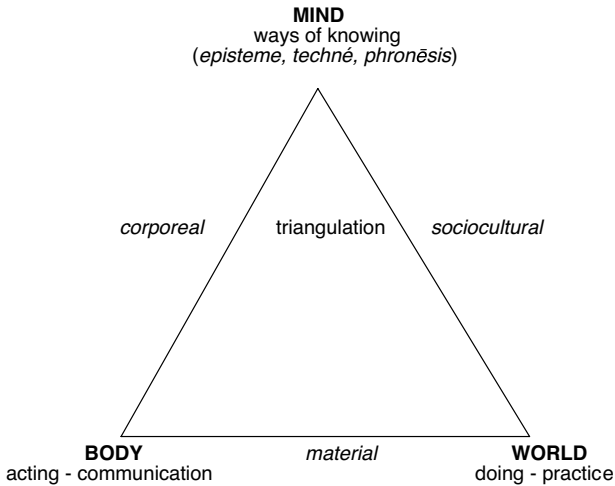 MIND
ways of knowing
(episteme, techné, phronēsis)
corporeal
triangulation
sociocultural
BODY
material
WORLD
acting - communication
doing - practice